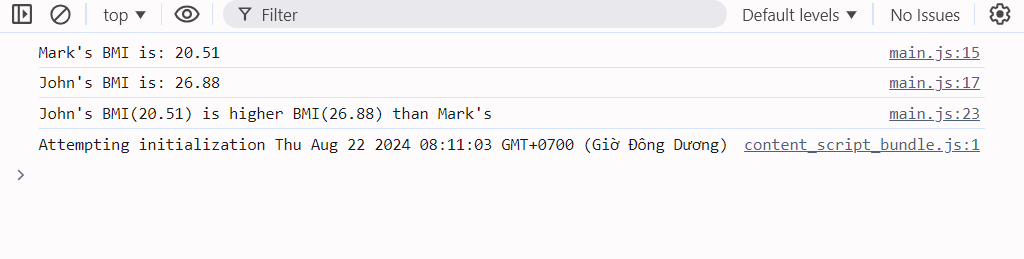 top Filter Default levels No Issues
Mark's BMI is: 20.51 main.js:15
John's BMI is: 26.88 main.js:17
John's BMI(20.51) is higher BMI(26.88) than Mark's main.js:23
Attempting initialization Thu Aug 22 2024 08:11:03 GMT+0700 (Giờ Đông Dương) content_script_bundle.js:1